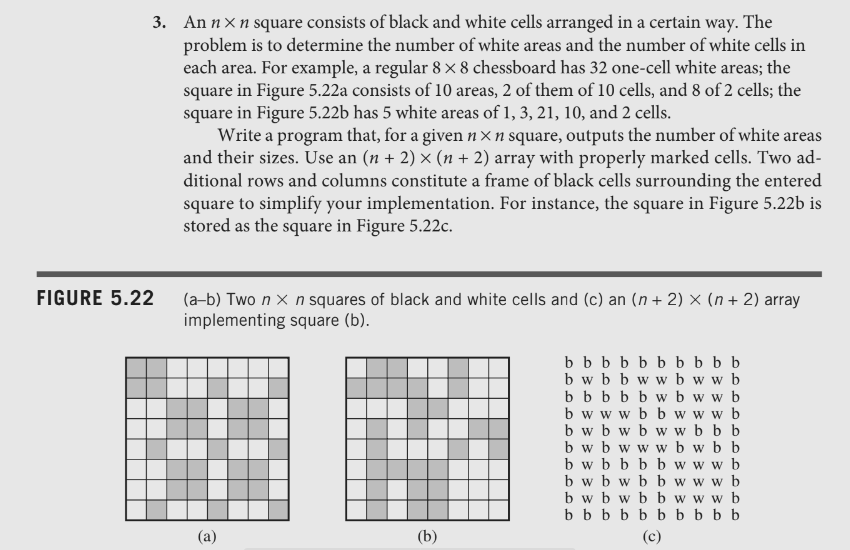 3. An n × n square consists of black and white cells arranged in a certain way. The
problem is to determine the number of white areas and the number of white cells in
each area. For example, a regular 8 × 8 chessboard has 32 one-cell white areas; the
square in Figure 5.22a consists of 10 areas, 2 of them of 10 cells, and 8 of 2 cells; the
square in Figure 5.22b has 5 white areas of 1, 3, 21, 10, and 2 cells.
Write a program that, for a given n × n square, outputs the number of white areas
and their sizes. Use an (n + 2) × (n + 2) array with properly marked cells. Two ad-
ditional rows and columns constitute a frame of black cells surrounding the entered
square to simplify your implementation. For instance, the square in Figure 5.22b is
stored as the square in Figure 5.22c.
FIGURE 5.22 (a–b) Two n × n squares of black and white cells and (c) an (n + 2) × (n + 2) array
implementing square (b).
b b b b b b b b b b
b w b b w w b w w b
b b b b b w b w w b
b w w w b b w w w b
b w b w b w w b b b
b w b w w w b w b b
b w b b b b w w w b
b w b w b b w w w b
b w b w b b w w w b
b b b b b b b b b b
(a) (b) (c)